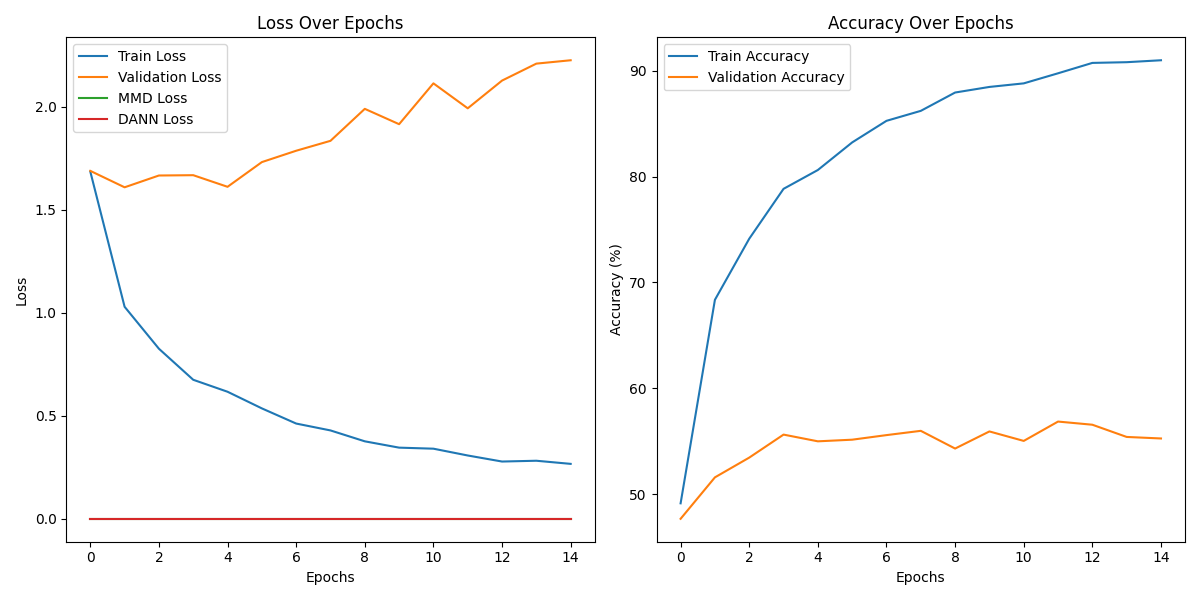 Loss Over Epochs
Train Loss
Validation Loss
MMD Loss
DANN Loss
2.0
1.5
1.0
0.5
0.0
Loss
0 2 4 6 8 10 12 14
Epochs
Accuracy Over Epochs
Train Accuracy
Validation Accuracy
90
80
70
60
50
Accuracy (%)
0 2 4 6 8 10 12 14
Epochs